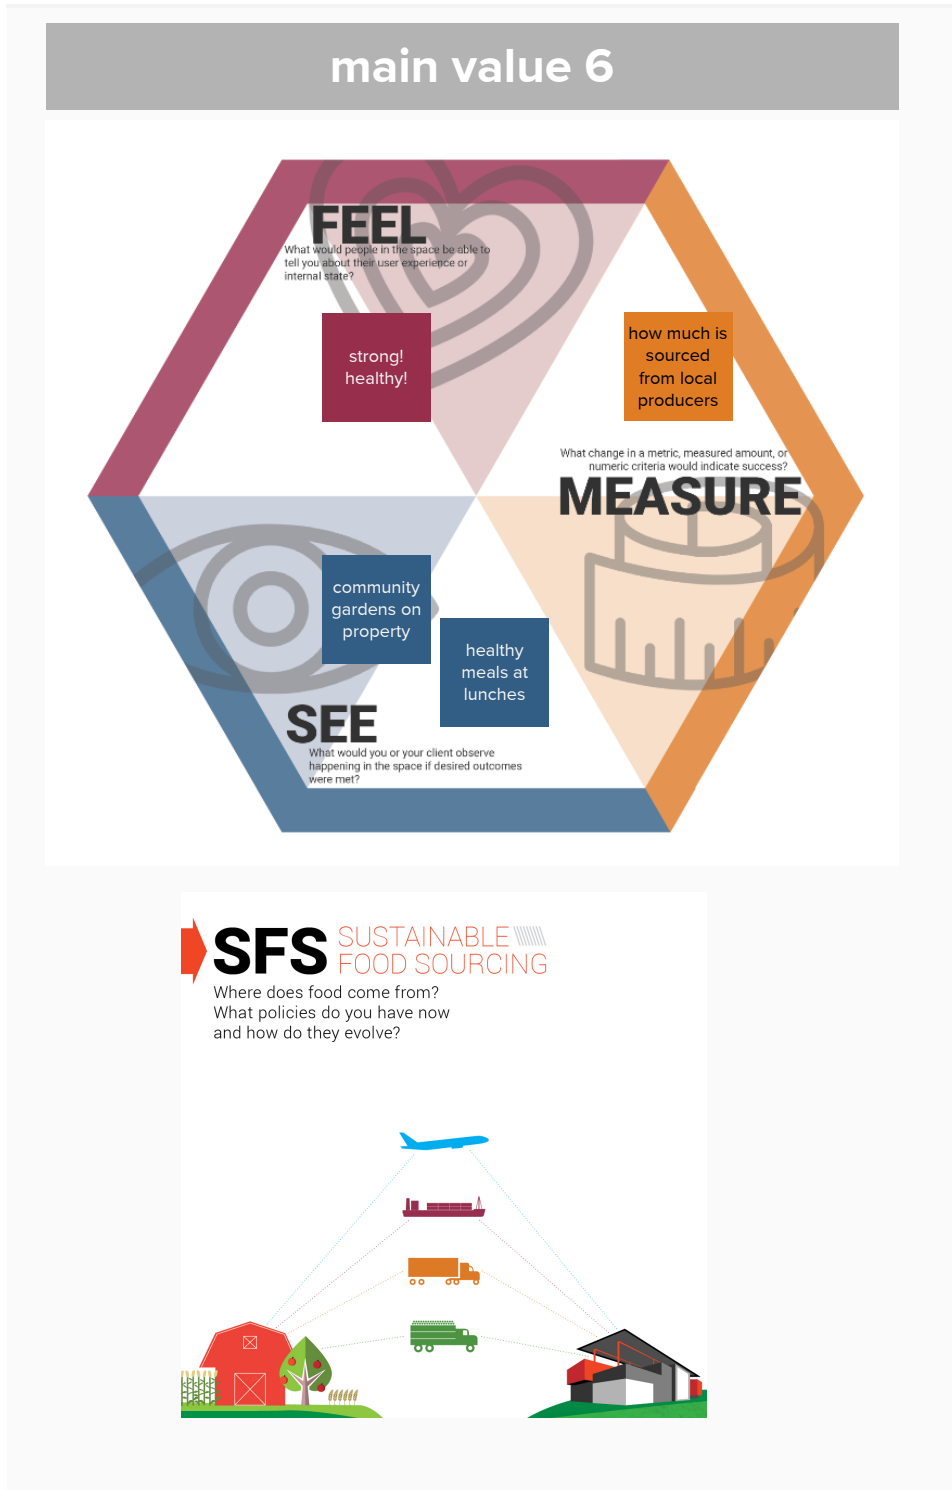 main value 6
FEEL
What would people in the space be able to
tell you about their user experience or
internal state?
strong!
healthy!
how much is
sourced
from local
producers
What change in a metric, measured amount, or
numeric criteria would indicate success?
MEASURE
community
gardens on
property
healthy
meals at
lunches
SEE
What would you or your client observe
happening in the space if desired outcomes
were met?
SFS SUSTAINABLE
FOOD SOURCING
Where does food come from?
What policies do you have now
and how do they evolve?